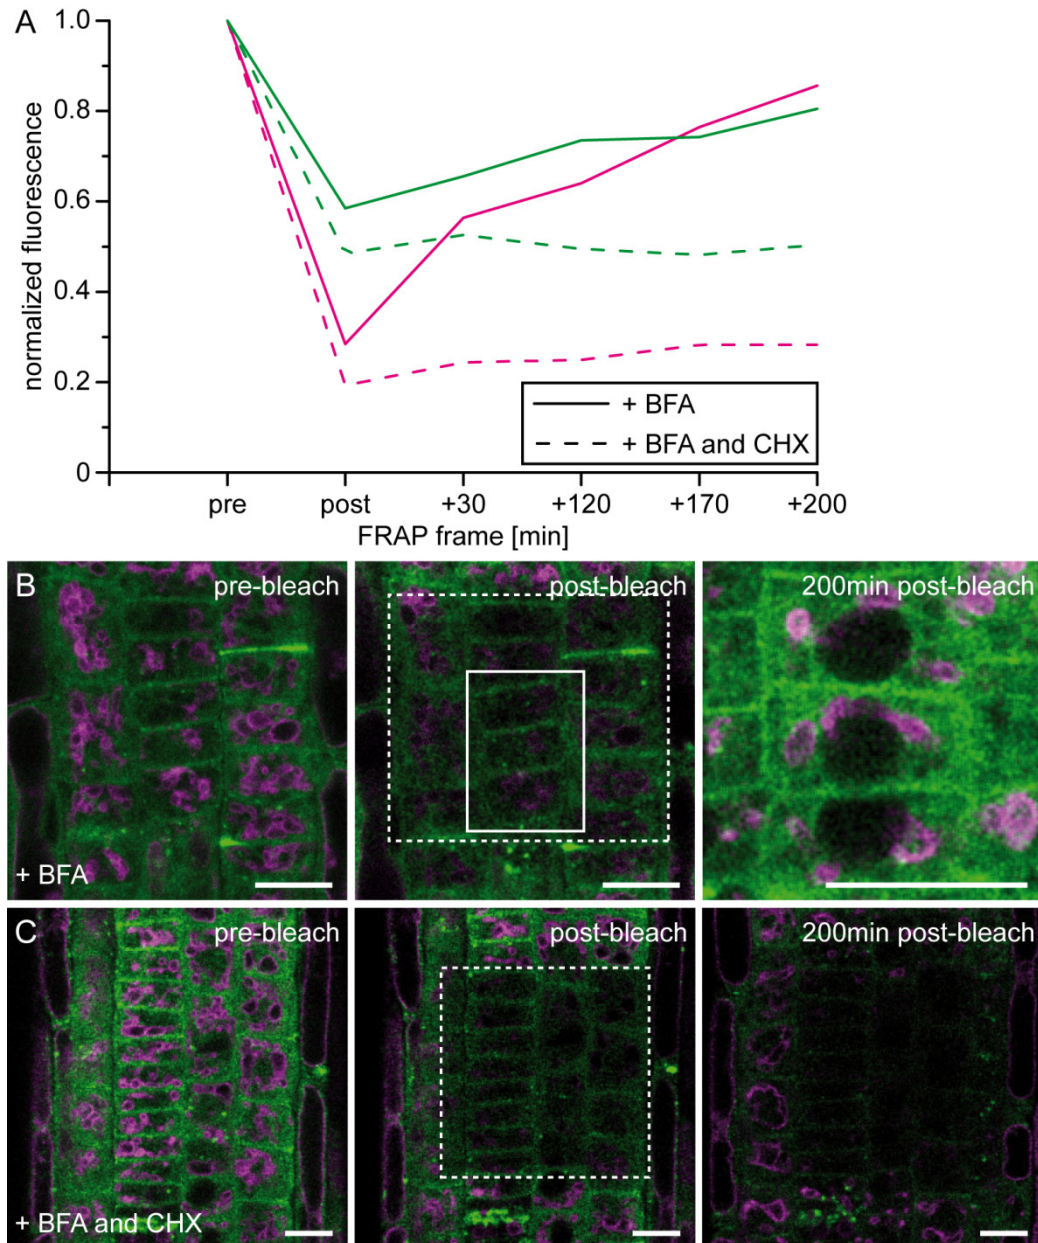 A
1.0
0.8
0.6
0.4
0.2
0
normalized fluorescence
+ BFA
+ BFA and CHX
pre post +30 +120 +170 +200
FRAP frame [min]
B pre-bleach post-bleach 200min post-bleach
+ BFA
C pre-bleach post-bleach 200min post-bleach
+ BFA and CHX